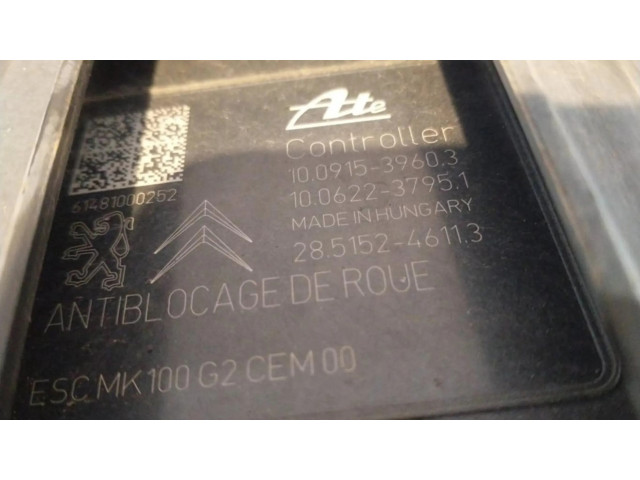 Ate
Controller
10.0915-3960.3
10.0622-3795.1
MADE IN HUNGARY
28.5152-4611.3
61481000252
ANTIBLOCAGE DE ROUE
ESC MK100 G2 CEM 00